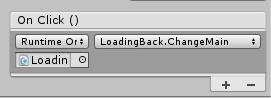 On Click ()
Runtime Or LoadingBack.ChangeMain
Loadin
+ −